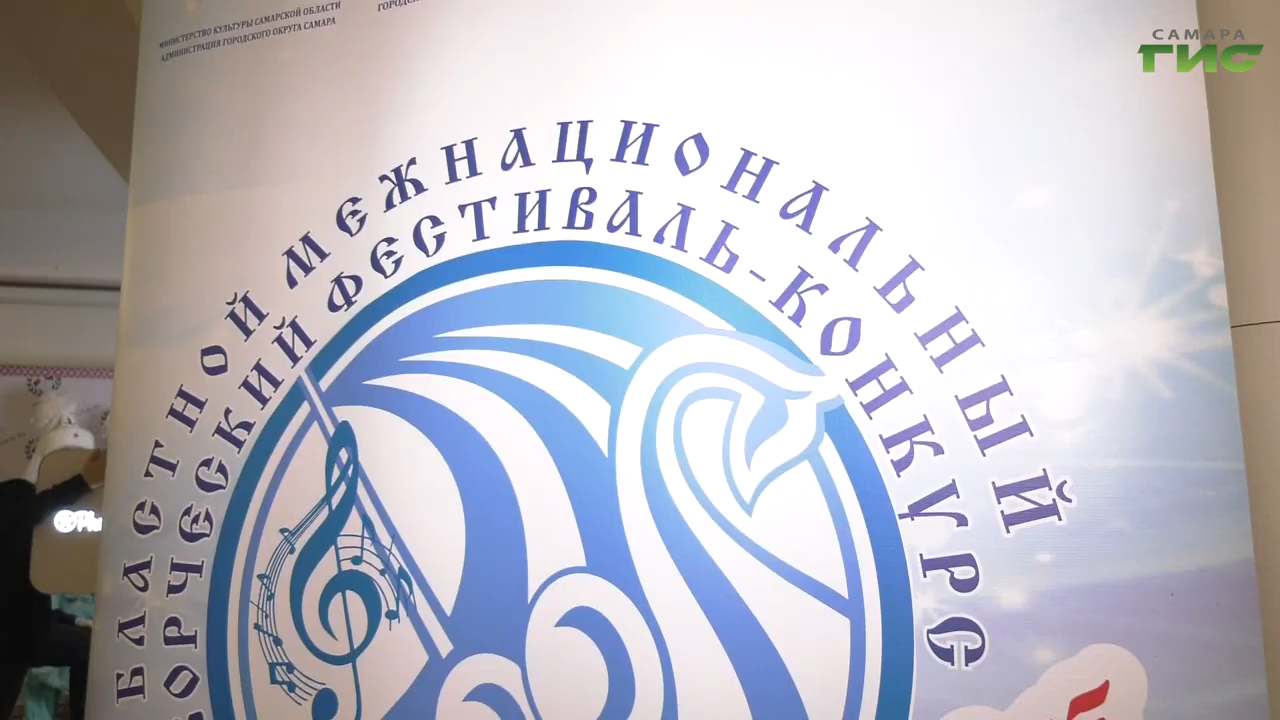 МИНИСТЕРСТВО КУЛЬТУРЫ САМАРСКОЙ ОБЛАСТИ
АДМИНИСТРАЦИЯ ГОРОДСКОГО ОКРУГА САМАРА
САМАРА
ГИС
БЛАСТНОЙ МЕЖНАЦИОНАЛЬНЫЙ
ОРЧЕСКИЙ ФЕСТИВАЛЬ-КОНКУРС